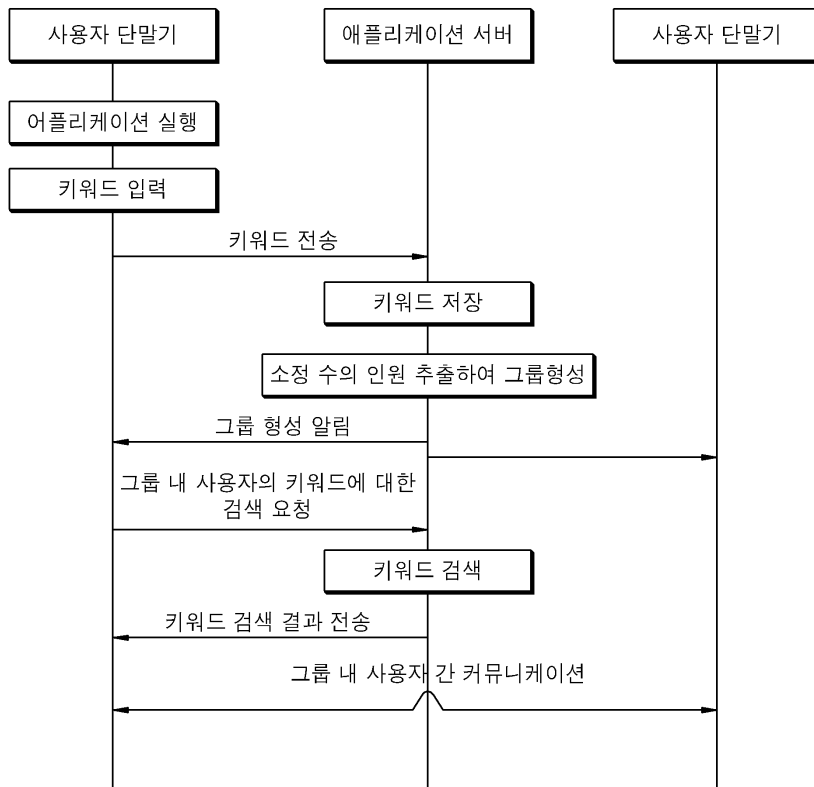 사용자 단말기
애플리케이션 서버
사용자 단말기
어플리케이션 실행
키워드 입력
키워드 전송
키워드 저장
소정 수의 인원 추출하여 그룹형성
그룹 형성 알림
그룹 내 사용자의 키워드에 대한
검색 요청
키워드 검색
키워드 검색 결과 전송
그룹 내 사용자 간 커뮤니케이션